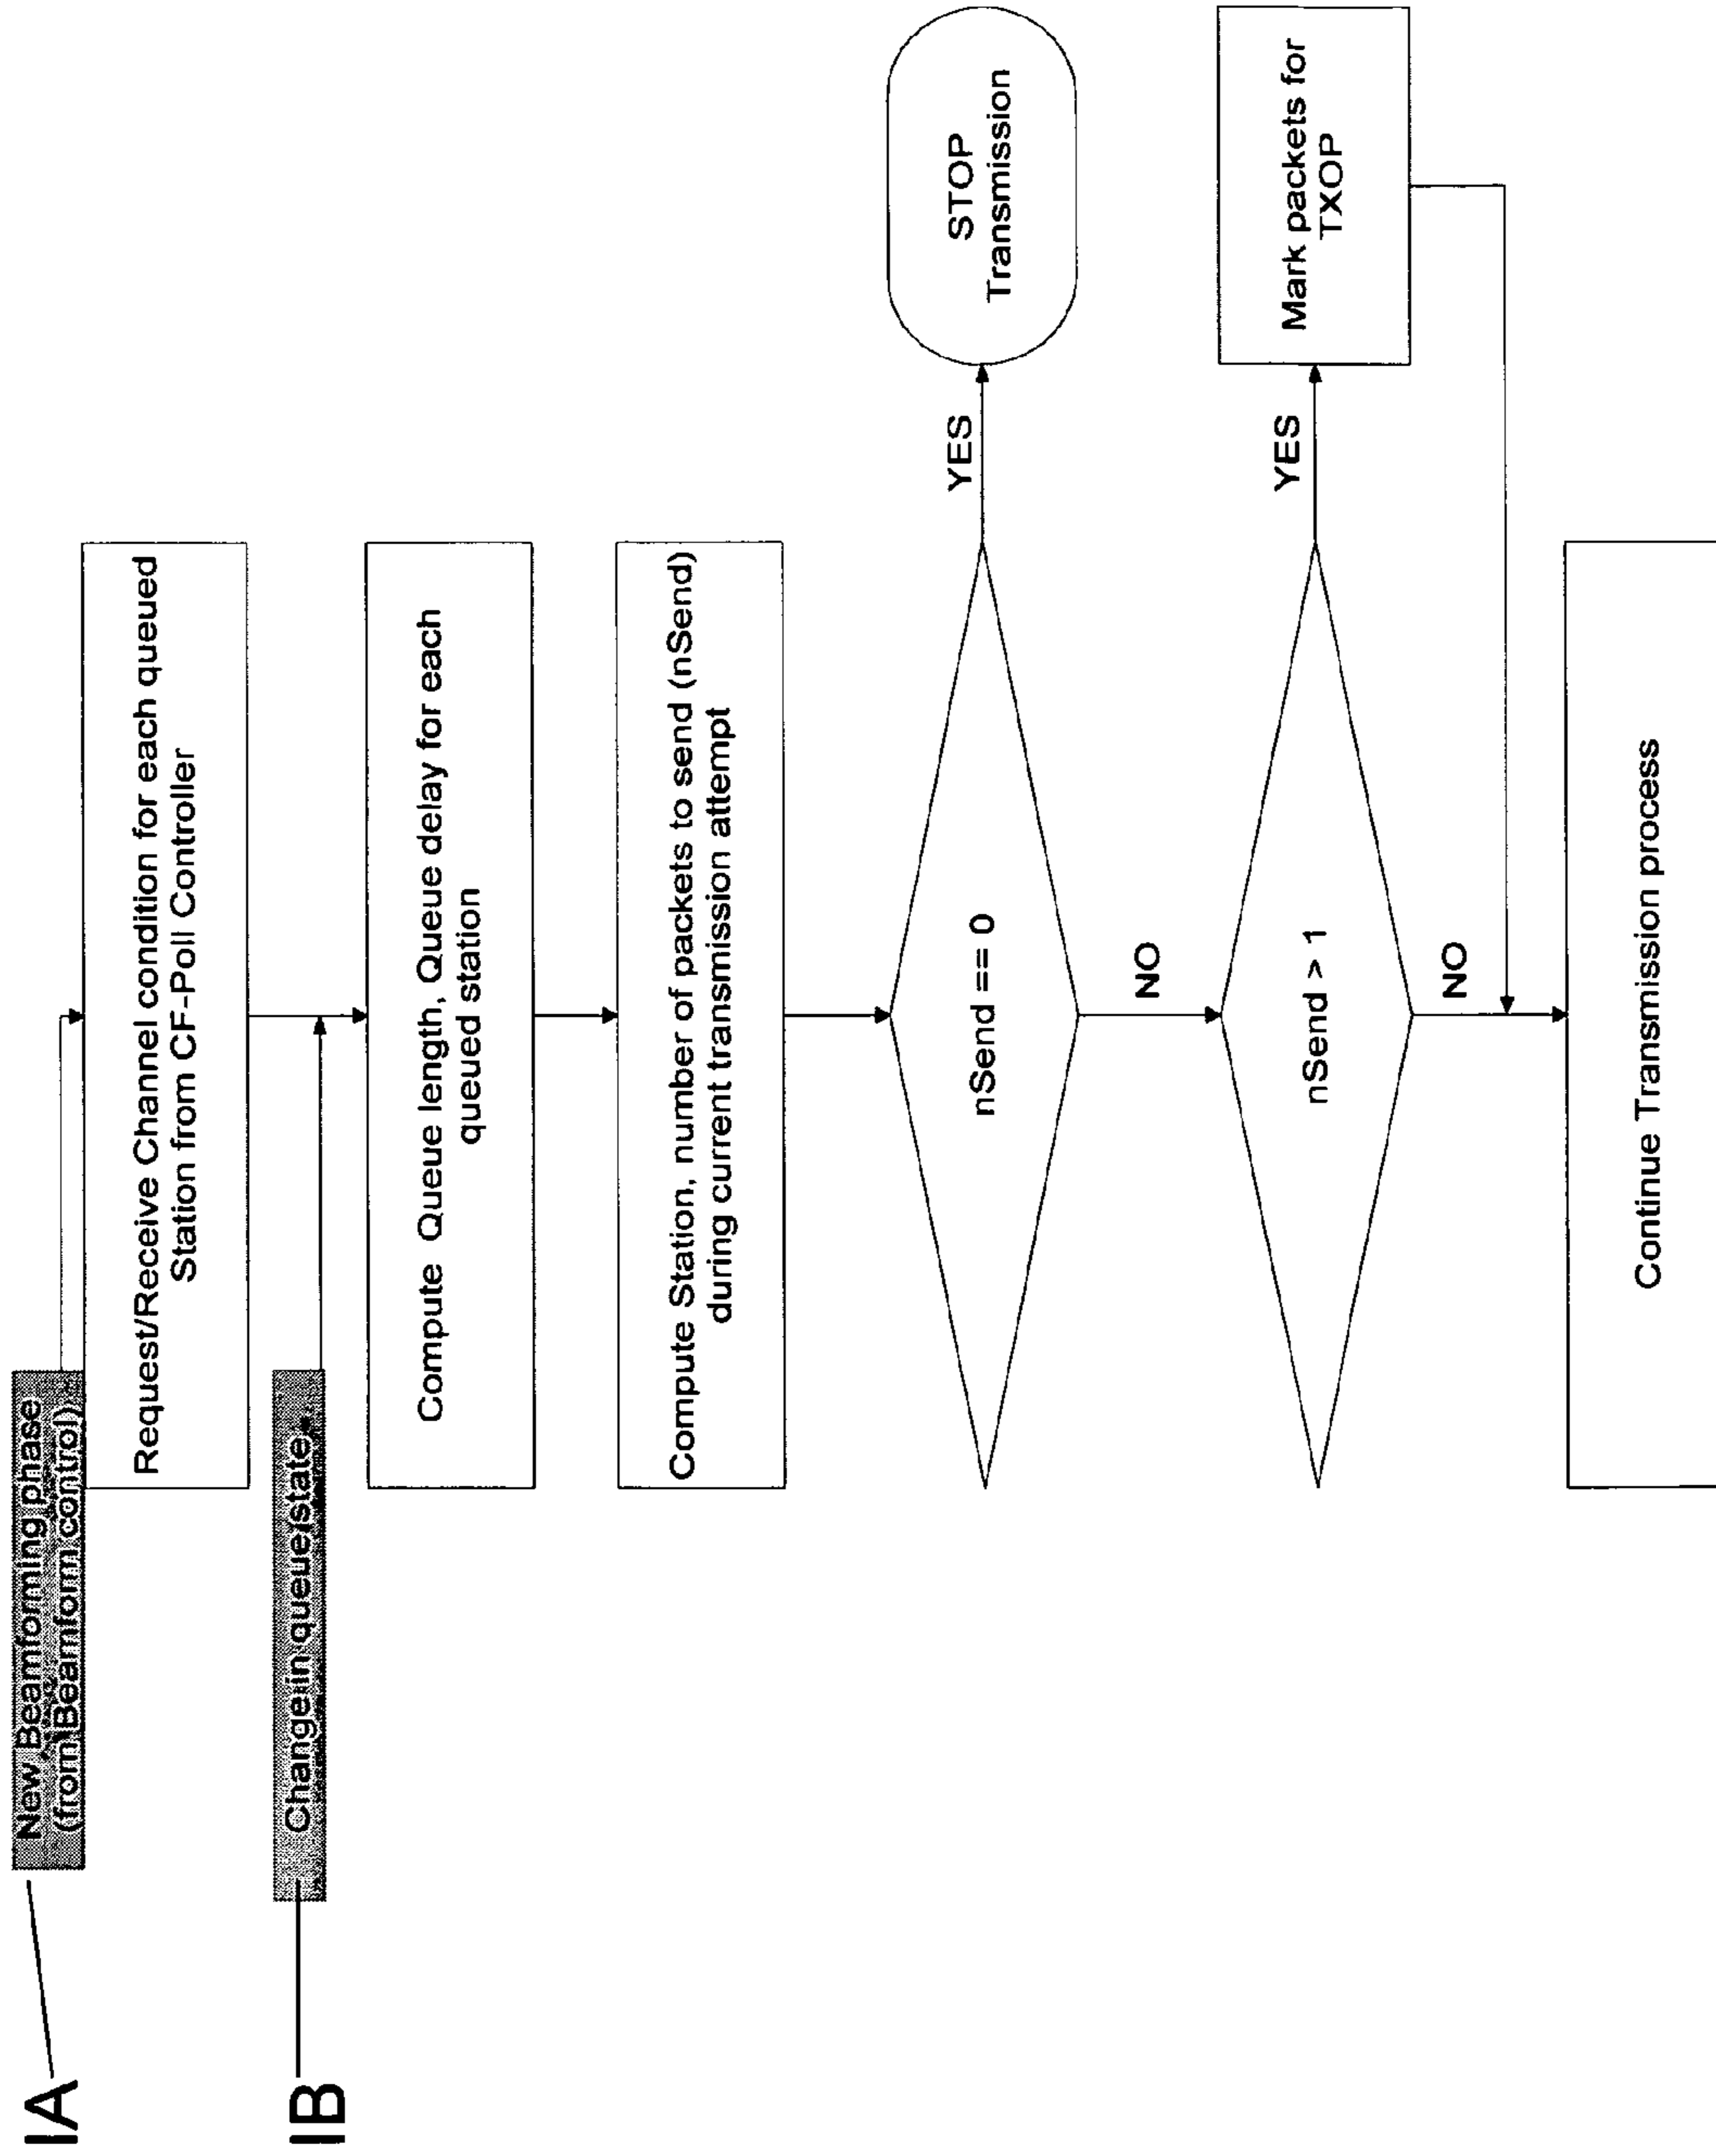 IA
New Beamforming phase
(from Beamform control)
Request/Receive Channel condition for each queued
Station from CF-Poll Controller
IB
Change in queue state
Compute Queue length, Queue delay for each
queued station
Compute Station, number of packets to send (nSend)
during current transmission attempt
nSend == 0
YES
STOP
Transmission
NO
nSend > 1
YES
Mark packets for
TXOP
NO
Continue Transmission process